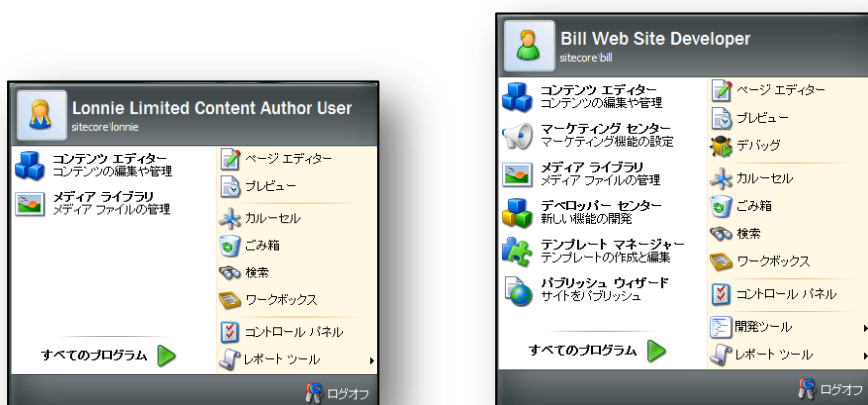 Lonnie Limited Content Author User
sitecore\lonnie
コンテンツ エディター
コンテンツの編集や管理
メディア ライブラリ
メディア ファイルの管理
すべてのプログラム
ページ エディター
プレビュー
カルーセル
ごみ箱
検索
ワークボックス
コントロール パネル
レポート ツール
ログオフ
Bill Web Site Developer
sitecore\bill
コンテンツ エディター
コンテンツの編集や管理
マーケティング センター
マーケティング機能の設定
メディア ライブラリ
メディア ファイルの管理
デベロッパー センター
新しい機能の開発
テンプレート マネージャー
テンプレートの作成と編集
パブリッシュ ウィザード
サイトをパブリッシュ
すべてのプログラム
ページ エディター
プレビュー
デバッグ
カルーセル
ごみ箱
検索
ワークボックス
コントロール パネル
開発ツール
レポート ツール
ログオフ